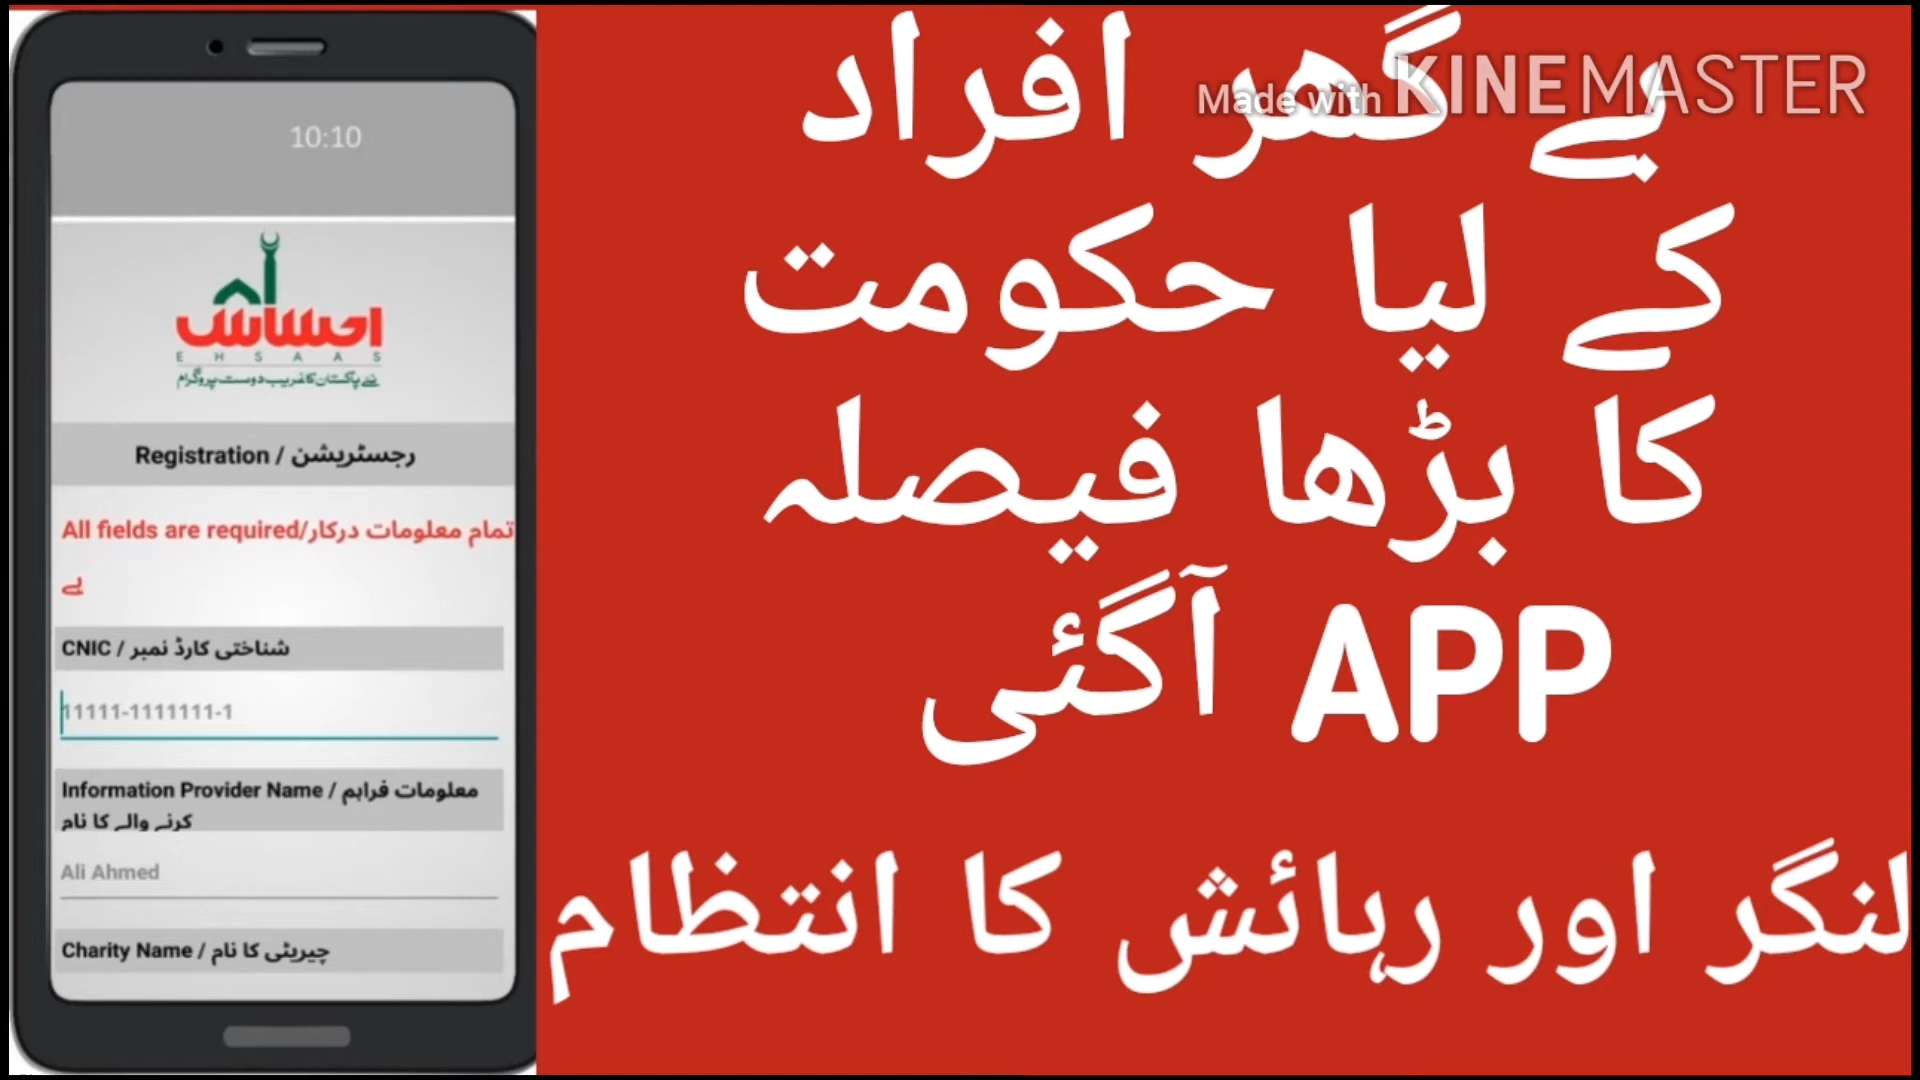 10:10
احساس
E H S A A S
نئے پاکستان کا غریب دوست پروگرام
Registration / رجسٹریشن
All fields are required/تمام معلومات درکار
ہے
CNIC / شناختی کارڈ نمبر
11111-1111111-1
Information Provider Name / معلومات فراہم
کرنے والے کا نام
Ali Ahmed
Charity Name / چیریٹی کا نام
Made with KINEMASTER
بے گھر افراد
کے لیا حکومت
کا بڑھا فیصلہ
APP آگئی
لنگر اور رہائش کا انتظام